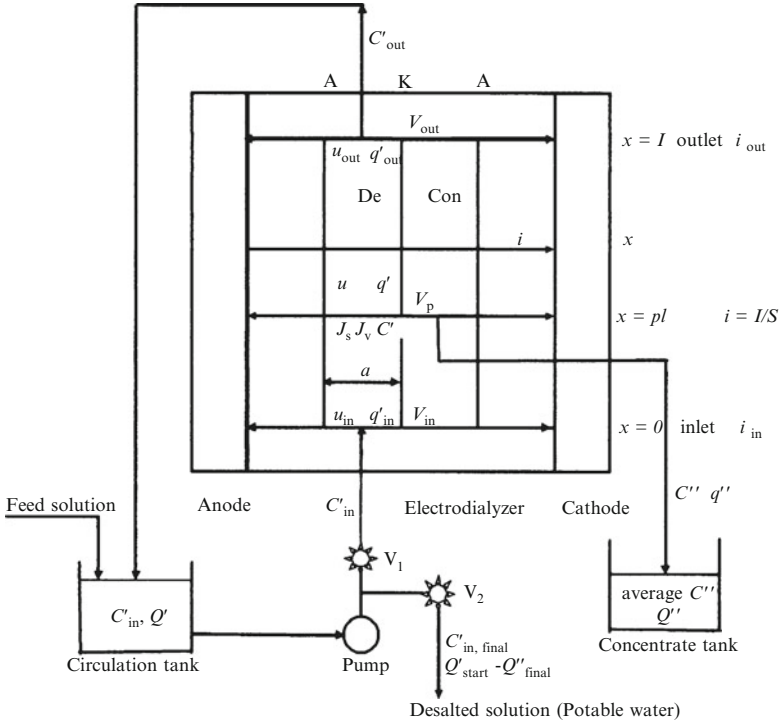 C′out
A K A
Vout
x = I outlet i out
uout q′out
De Con
i x
u q′
Vp
x = pl i = I/S
Js Jv C′
a
uin q′in Vin
x = 0 inlet i in
C″ q″
Feed solution
Anode C′in Electrodialyzer Cathode
V1
V2
average C″
Q″
C′in, Q′
Concentrate tank
Circulation tank Pump
C′in, final
Q′start -Q″final
Desalted solution (Potable water)